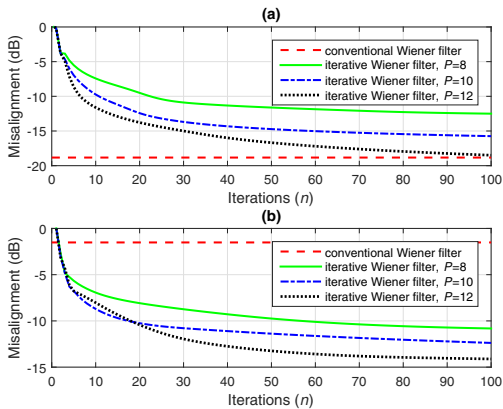 (a)
0
-5
-10
-15
-20
Misalignment (dB)
conventional Wiener filter
iterative Wiener filter, P=8
iterative Wiener filter, P=10
iterative Wiener filter, P=12
0 10 20 30 40 50 60 70 80 90 100
Iterations (n)
(b)
0
-5
-10
-15
Misalignment (dB)
conventional Wiener filter
iterative Wiener filter, P=8
iterative Wiener filter, P=10
iterative Wiener filter, P=12
0 10 20 30 40 50 60 70 80 90 100
Iterations (n)